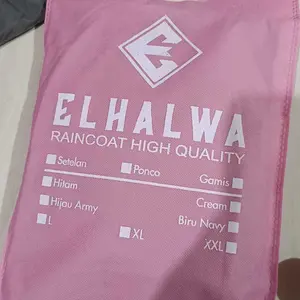 E
ELHALWA
RAINCOAT HIGH QUALITY
Setelan Ponco Gamis
Hitam Cream
Hijau Army Biru Navy
L XL XXL